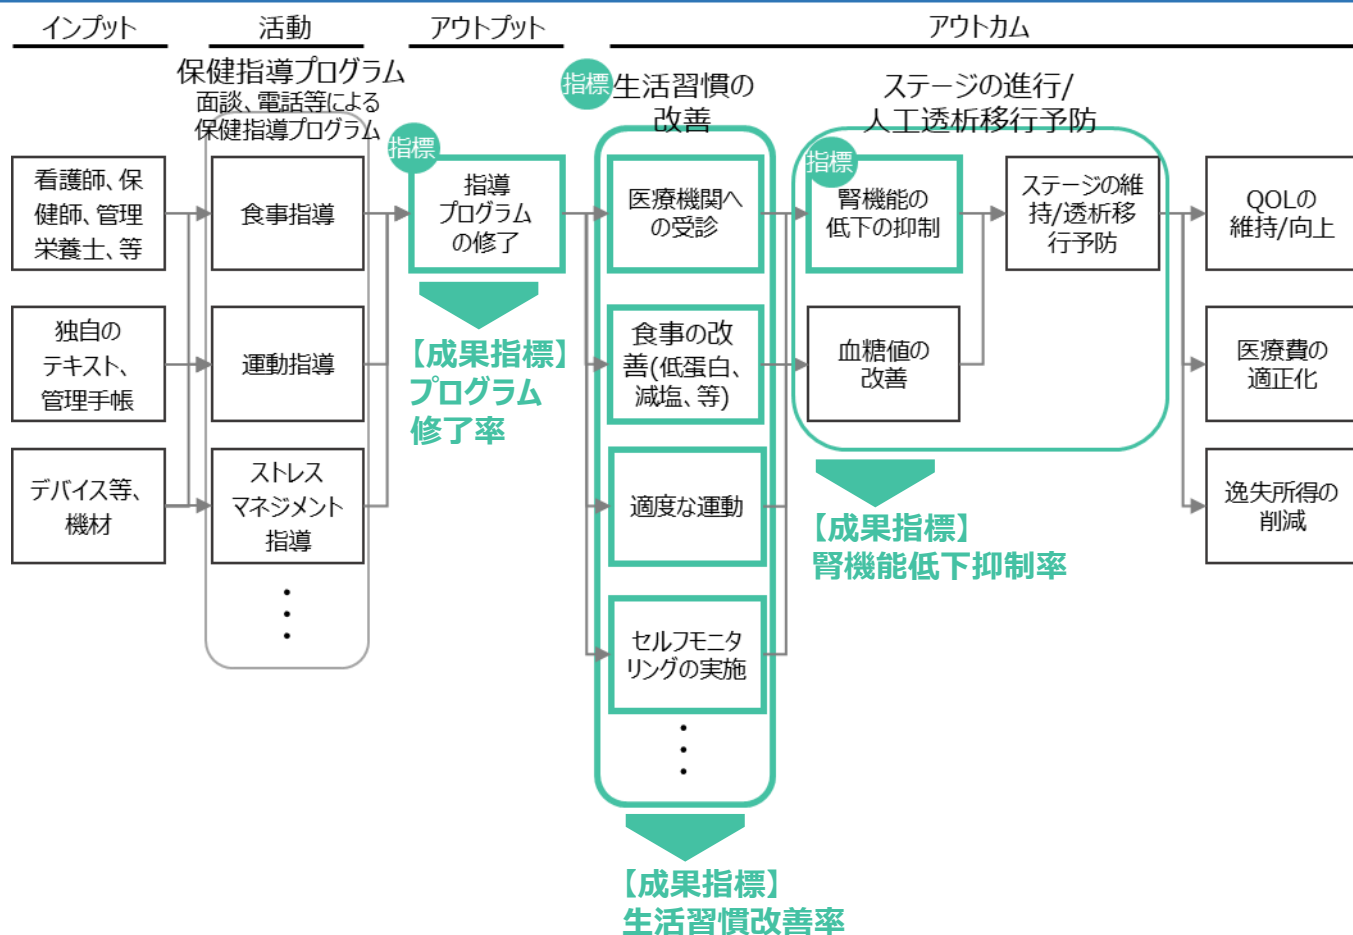 インプット
活動
アウトプット
アウトカム
保健指導プログラム
面談、電話等による
保健指導プログラム
看護師、保
健師、管理
栄養士、等
独自の
テキスト、
管理手帳
デバイス等、
機材
食事指導
運動指導
ストレス
マネジメント
指導
指標
指導
プログラム
の修了
【成果指標】
プログラム
修了率
指標
生活習慣の
改善
医療機関へ
の受診
食事の改
善(低蛋白、
減塩、等)
適度な運動
セルフモニタ
リングの実施
【成果指標】
生活習慣改善率
ステージの進行/
人工透析移行予防
指標
腎機能の
低下の抑制
血糖値の
改善
ステージの維
持/透析移
行予防
【成果指標】
腎機能低下抑制率
QOLの
維持/向上
医療費の
適正化
逸失所得の
削減